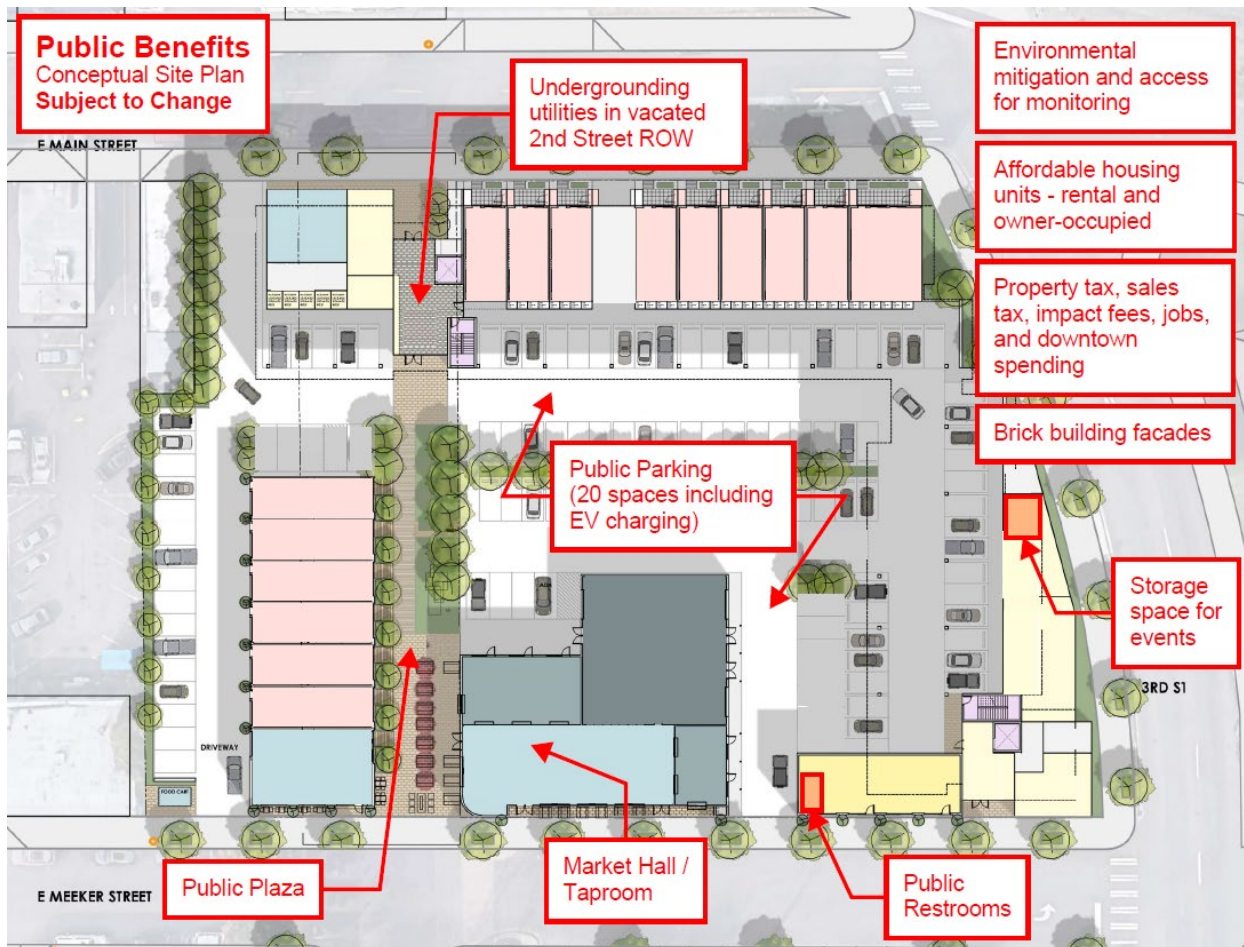 Public Benefits
Conceptual Site Plan
Subject to Change
Undergrounding
utilities in vacated
2nd Street ROW
Environmental
mitigation and access
for monitoring
E MAIN STREET
Affordable housing
units - rental and
owner-occupied
Property tax, sales
tax, impact fees, jobs,
and downtown
spending
Brick building facades
Public Parking
(20 spaces including
EV charging)
Storage
space for
events
3RD ST
DRIVEWAY
FOOD CART
Market Hall /
Taproom
Public
Restrooms
Public Plaza
E MEEKER STREET